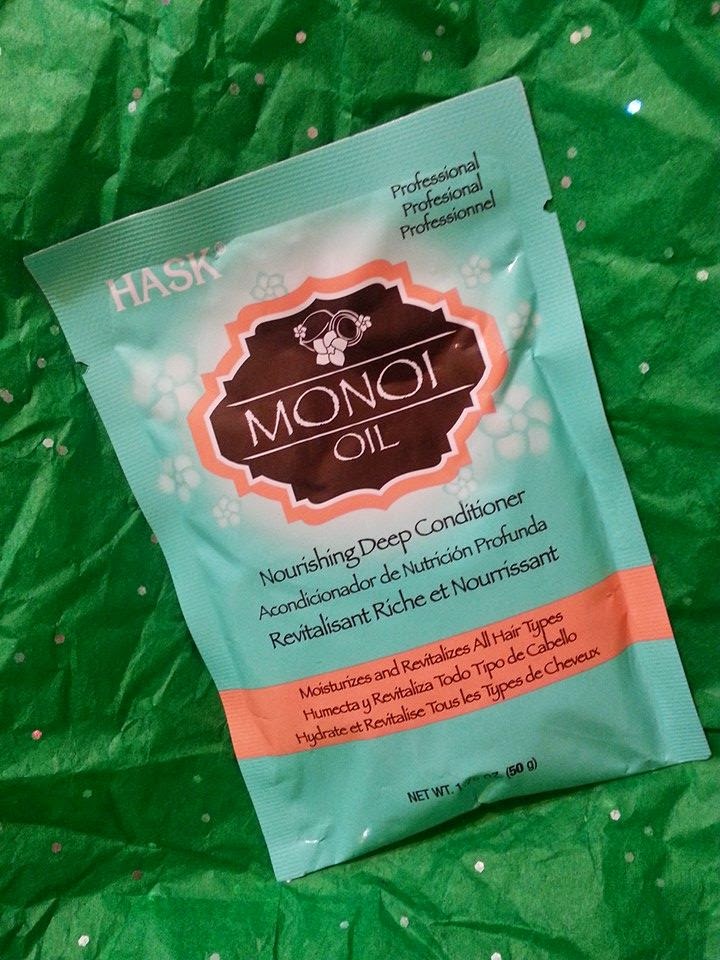 Professional
Profesional
Professionnel
HASK®
MONOI
OIL
Nourishing Deep Conditioner
Acondicionador de Nutrición Profunda
Revitalisant Riche et Nourrissant
Moisturizes and Revitalizes All Hair Types
Humecta y Revitaliza Todo Tipo de Cabello
Hydrate et Revitalise Tous les Types de Cheveux
NET WT. OZ. (50 g)